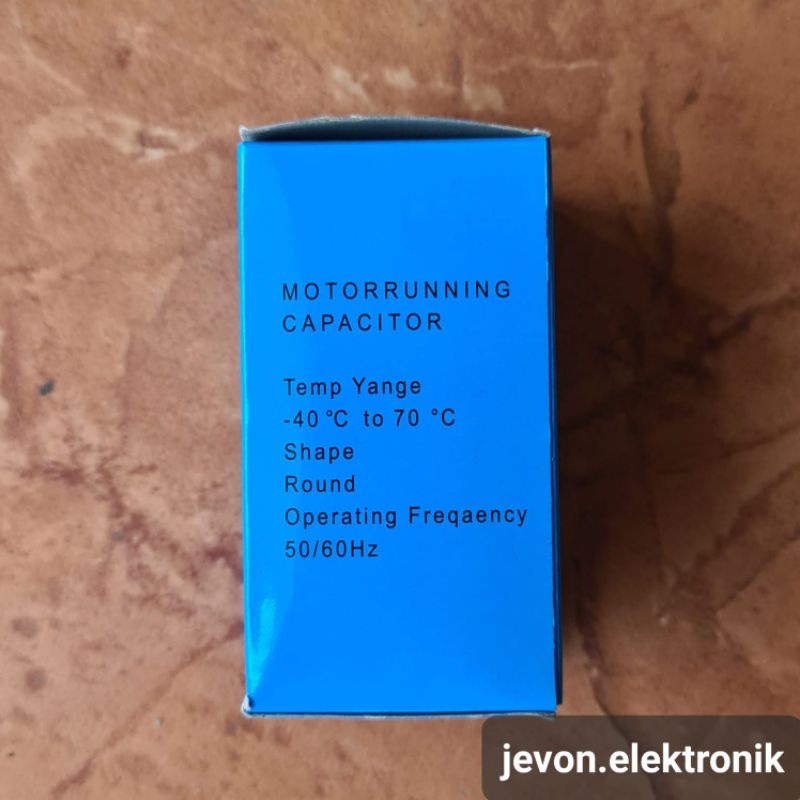 MOTORRUNNING
CAPACITOR
Temp Yange
-40 °C to 70 °C
Shape
Round
Operating Freqaency
50/60Hz
jevon.elektronik